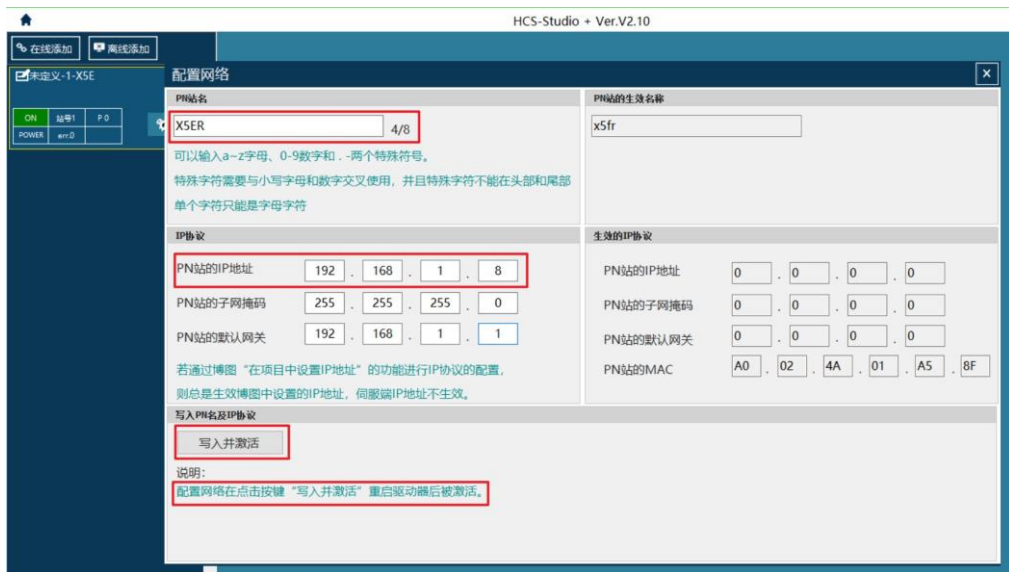 HCS-Studio + Ver.V2.10
在线添加 离线添加
未定义-1-X5E
ON 站号1 P 0
POWER err:0
配置网络 x
PN站名
X5ER 4/8
可以输入a~z字母、0-9数字和 . -两个特殊符号。
特殊字符需要与小写字母和数字交叉使用，并且特殊字符不能在头部和尾部
单个字符只能是字母字符
PN站的生效名称
x5fr
IP协议
PN站的IP地址 192 . 168 . 1 . 8
PN站的子网掩码 255 . 255 . 255 . 0
PN站的默认网关 192 . 168 . 1 . 1
若通过博图“在项目中设置IP地址”的功能进行IP协议的配置，
则总是生效博图中设置的IP地址，伺服端IP地址不生效。
生效的IP协议
PN站的IP地址 0 . 0 . 0 . 0
PN站的子网掩码 0 . 0 . 0 . 0
PN站的默认网关 0 . 0 . 0 . 0
PN站的MAC A0 . 02 . 4A . 01 . A5 . 8F
写入PN名及IP协议
写入并激活
说明：
配置网络在点击按键“写入并激活”重启驱动器后被激活。